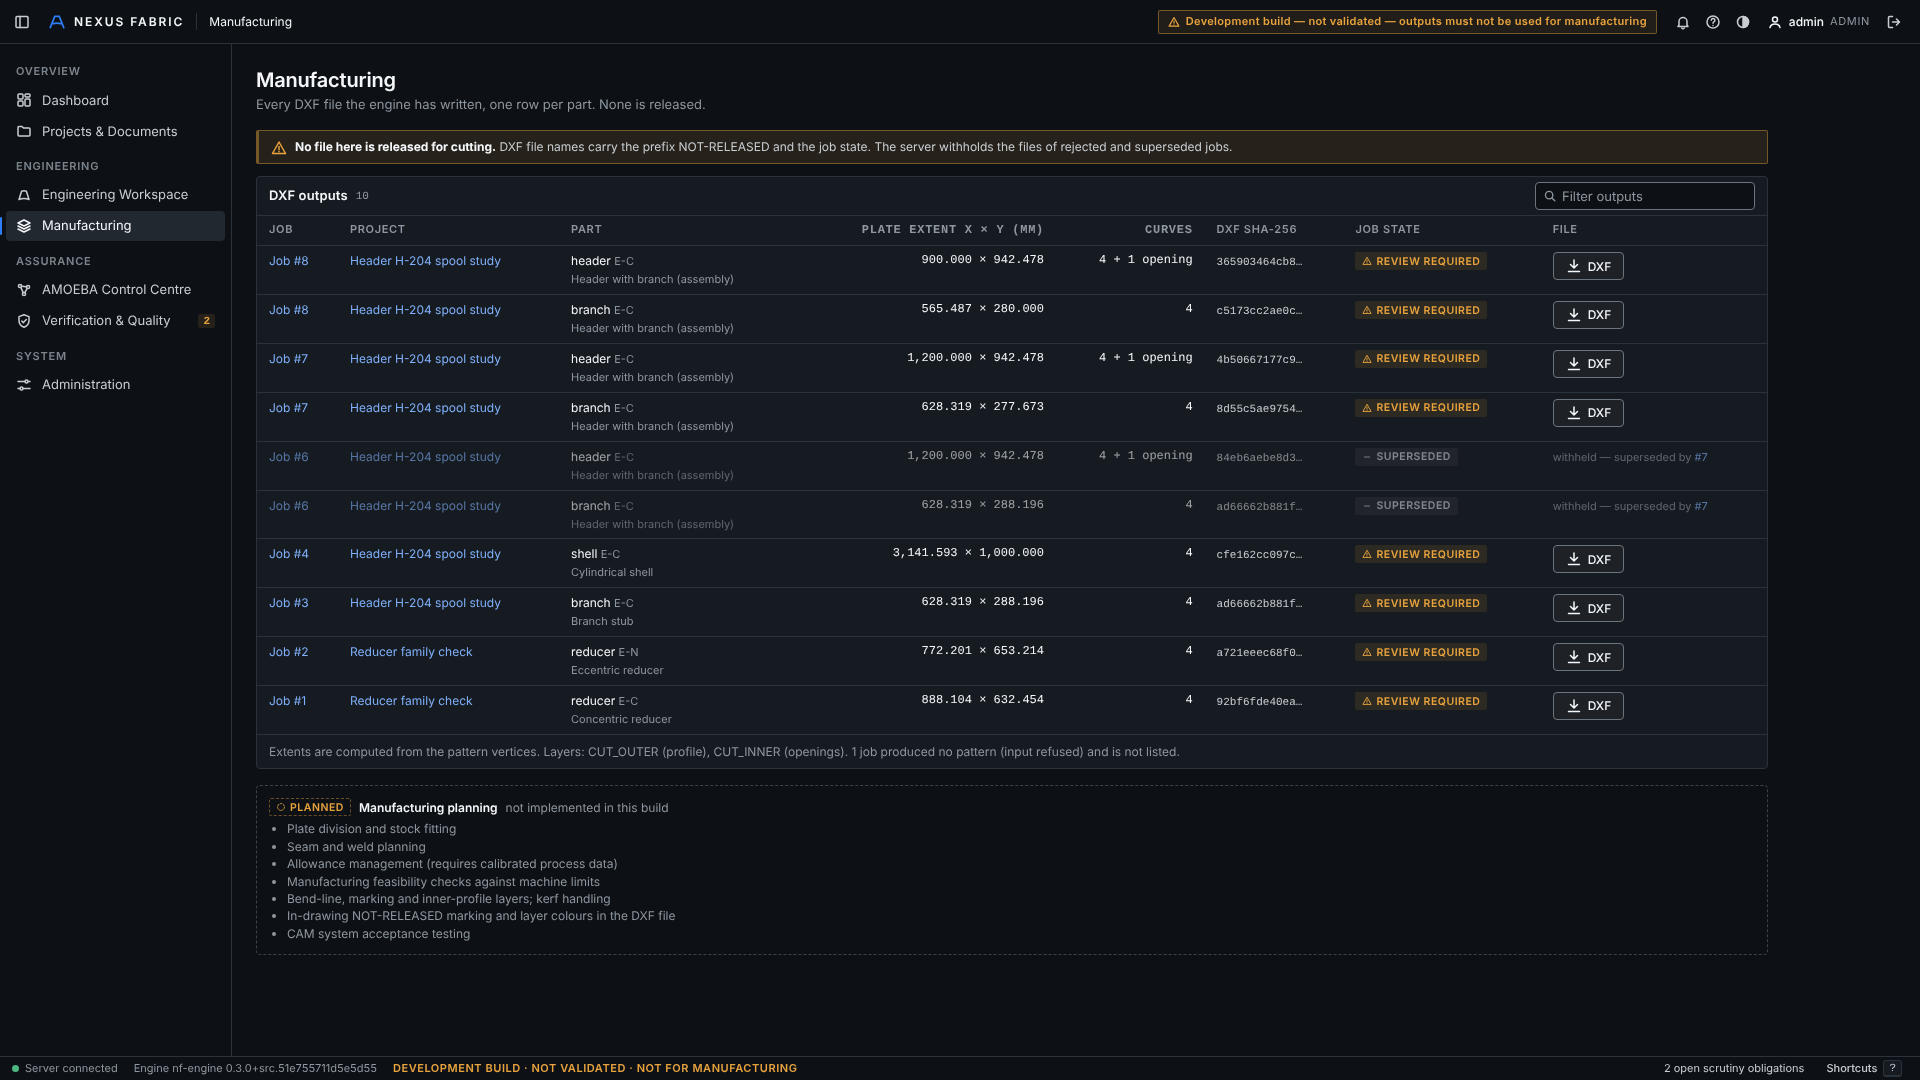 NEXUS FABRIC Manufacturing
Development build — not validated — outputs must not be used for manufacturing
admin ADMIN
OVERVIEW
Dashboard
Projects & Documents
ENGINEERING
Engineering Workspace
Manufacturing
ASSURANCE
AMOEBA Control Centre
Verification & Quality 2
SYSTEM
Administration
Manufacturing
Every DXF file the engine has written, one row per part. None is released.
No file here is released for cutting. DXF file names carry the prefix NOT-RELEASED and the job state. The server withholds the files of rejected and superseded jobs.
DXF outputs 10
Filter outputs
JOB PROJECT PART PLATE EXTENT X × Y (MM) CURVES DXF SHA-256 JOB STATE FILE
Job #8 Header H-204 spool study header E-C 900.000 × 942.478 4 + 1 opening 365903464cb8… REVIEW REQUIRED DXF
Header with branch (assembly)
Job #8 Header H-204 spool study branch E-C 565.487 × 280.000 4 c5173cc2ae0c… REVIEW REQUIRED DXF
Header with branch (assembly)
Job #7 Header H-204 spool study header E-C 1,200.000 × 942.478 4 + 1 opening 4b50667177c9… REVIEW REQUIRED DXF
Header with branch (assembly)
Job #7 Header H-204 spool study branch E-C 628.319 × 277.673 4 8d55c5ae9754… REVIEW REQUIRED DXF
Header with branch (assembly)
Job #6 Header H-204 spool study header E-C 1,200.000 × 942.478 4 + 1 opening 84eb6aebe8d3… SUPERSEDED withheld — superseded by #7
Header with branch (assembly)
Job #6 Header H-204 spool study branch E-C 628.319 × 288.196 4 ad66662b881f… SUPERSEDED withheld — superseded by #7
Header with branch (assembly)
Job #4 Header H-204 spool study shell E-C 3,141.593 × 1,000.000 4 cfe162cc097c… REVIEW REQUIRED DXF
Cylindrical shell
Job #3 Header H-204 spool study branch E-C 628.319 × 288.196 4 ad66662b881f… REVIEW REQUIRED DXF
Branch stub
Job #2 Reducer family check reducer E-N 772.201 × 653.214 4 a721eeec68f0… REVIEW REQUIRED DXF
Eccentric reducer
Job #1 Reducer family check reducer E-C 888.104 × 632.454 4 92bf6fde40ea… REVIEW REQUIRED DXF
Concentric reducer
Extents are computed from the pattern vertices. Layers: CUT_OUTER (profile), CUT_INNER (openings). 1 job produced no pattern (input refused) and is not listed.
PLANNED Manufacturing planning not implemented in this build
• Plate division and stock fitting
• Seam and weld planning
• Allowance management (requires calibrated process data)
• Manufacturing feasibility checks against machine limits
• Bend-line, marking and inner-profile layers; kerf handling
• In-drawing NOT-RELEASED marking and layer colours in the DXF file
• CAM system acceptance testing
Server connected Engine nf-engine 0.3.0+src.51e755711d5e5d55 DEVELOPMENT BUILD · NOT VALIDATED · NOT FOR MANUFACTURING
2 open scrutiny obligations Shortcuts ?